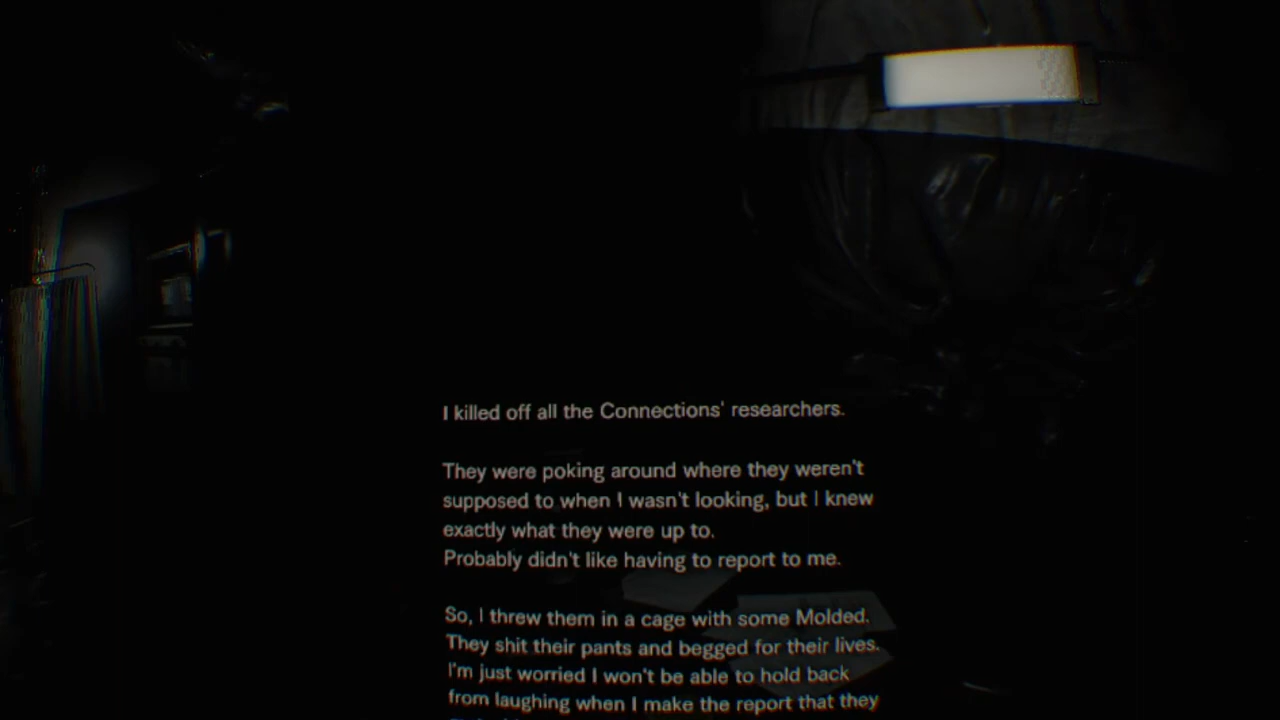 I killed off all the Connections' researchers.
They were poking around where they weren't
supposed to when I wasn't looking, but I knew
exactly what they were up to.
Probably didn't like having to report to me.
So, I threw them in a cage with some Molded.
They shit their pants and begged for their lives.
I'm just worried I won't be able to hold back
from laughing when I make the report that they